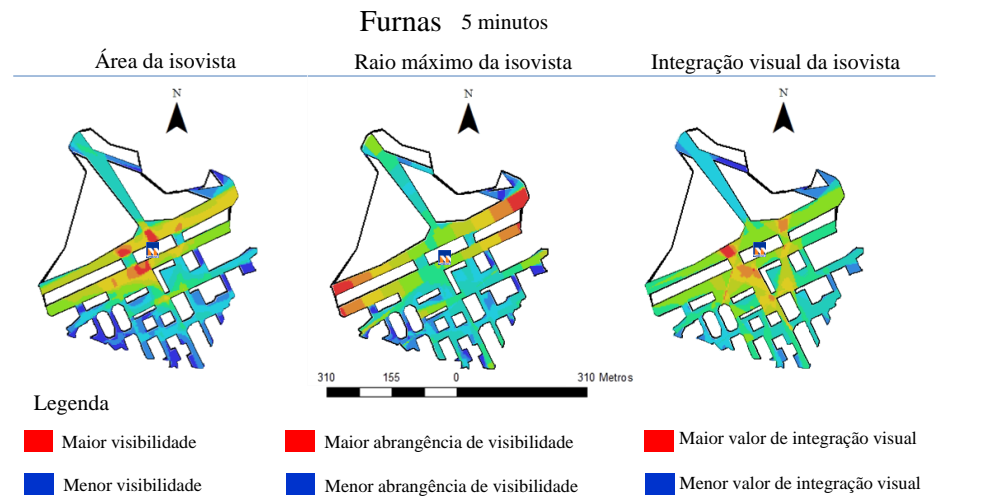 Furnas 5 minutos
Área da isovista
Raio máximo da isovista
Integração visual da isovista
N
N
N
310 155 0 310 Metros
Legenda
Maior visibilidade
Maior abrangência de visibilidade
Maior valor de integração visual
Menor visibilidade
Menor abrangência de visibilidade
Menor valor de integração visual